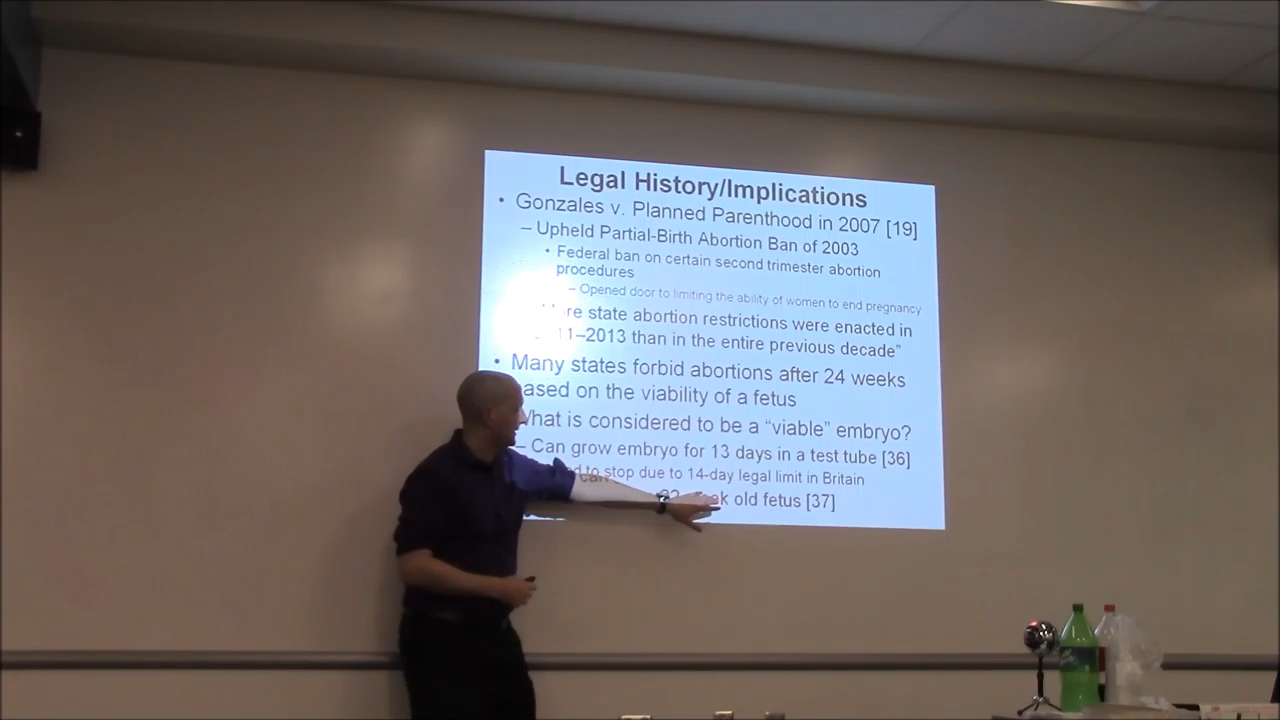 Legal History/Implications
• Gonzales v. Planned Parenthood in 2007 [19]
– Upheld Partial-Birth Abortion Ban of 2003
• Federal ban on certain second trimester abortion
procedures
– Opened door to limiting the ability of women to end pregnancy
state abortion restrictions were enacted in
–2013 than in the entire previous decade”
• Many states forbid abortions after 24 weeks
based on the viability of a fetus
What is considered to be a “viable” embryo?
– Can grow embryo for 13 days in a test tube [36]
to stop due to 14-day legal limit in Britain
old fetus [37]